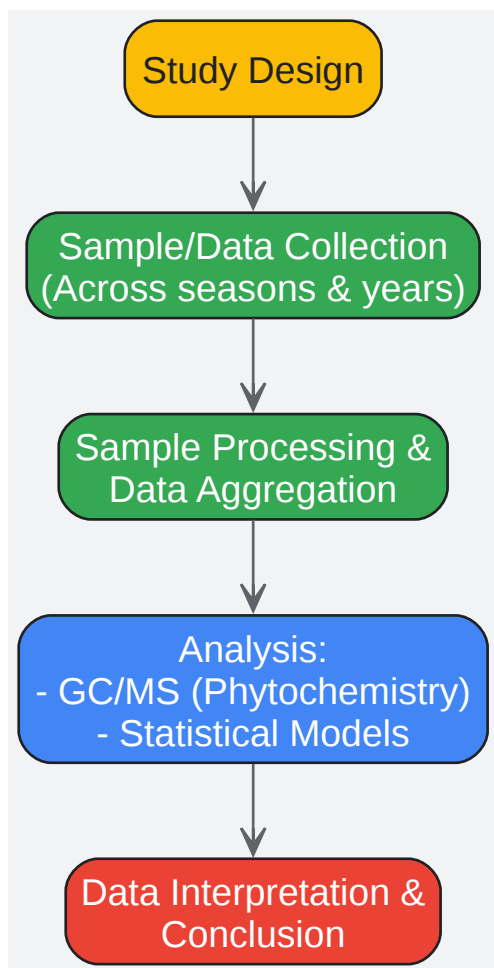 Study Design
Sample/Data Collection
(Across seasons & years)
Sample Processing &
Data Aggregation
Analysis:
- GC/MS (Phytochemistry)
- Statistical Models
Data Interpretation &
Conclusion